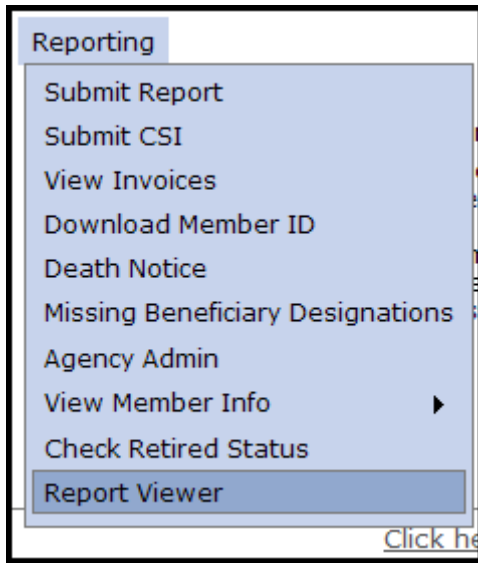 Reporting
Submit Report
Submit CSI
View Invoices
Download Member ID
Death Notice
Missing Beneficiary Designations
Agency Admin
View Member Info
Check Retired Status
Report Viewer
Click